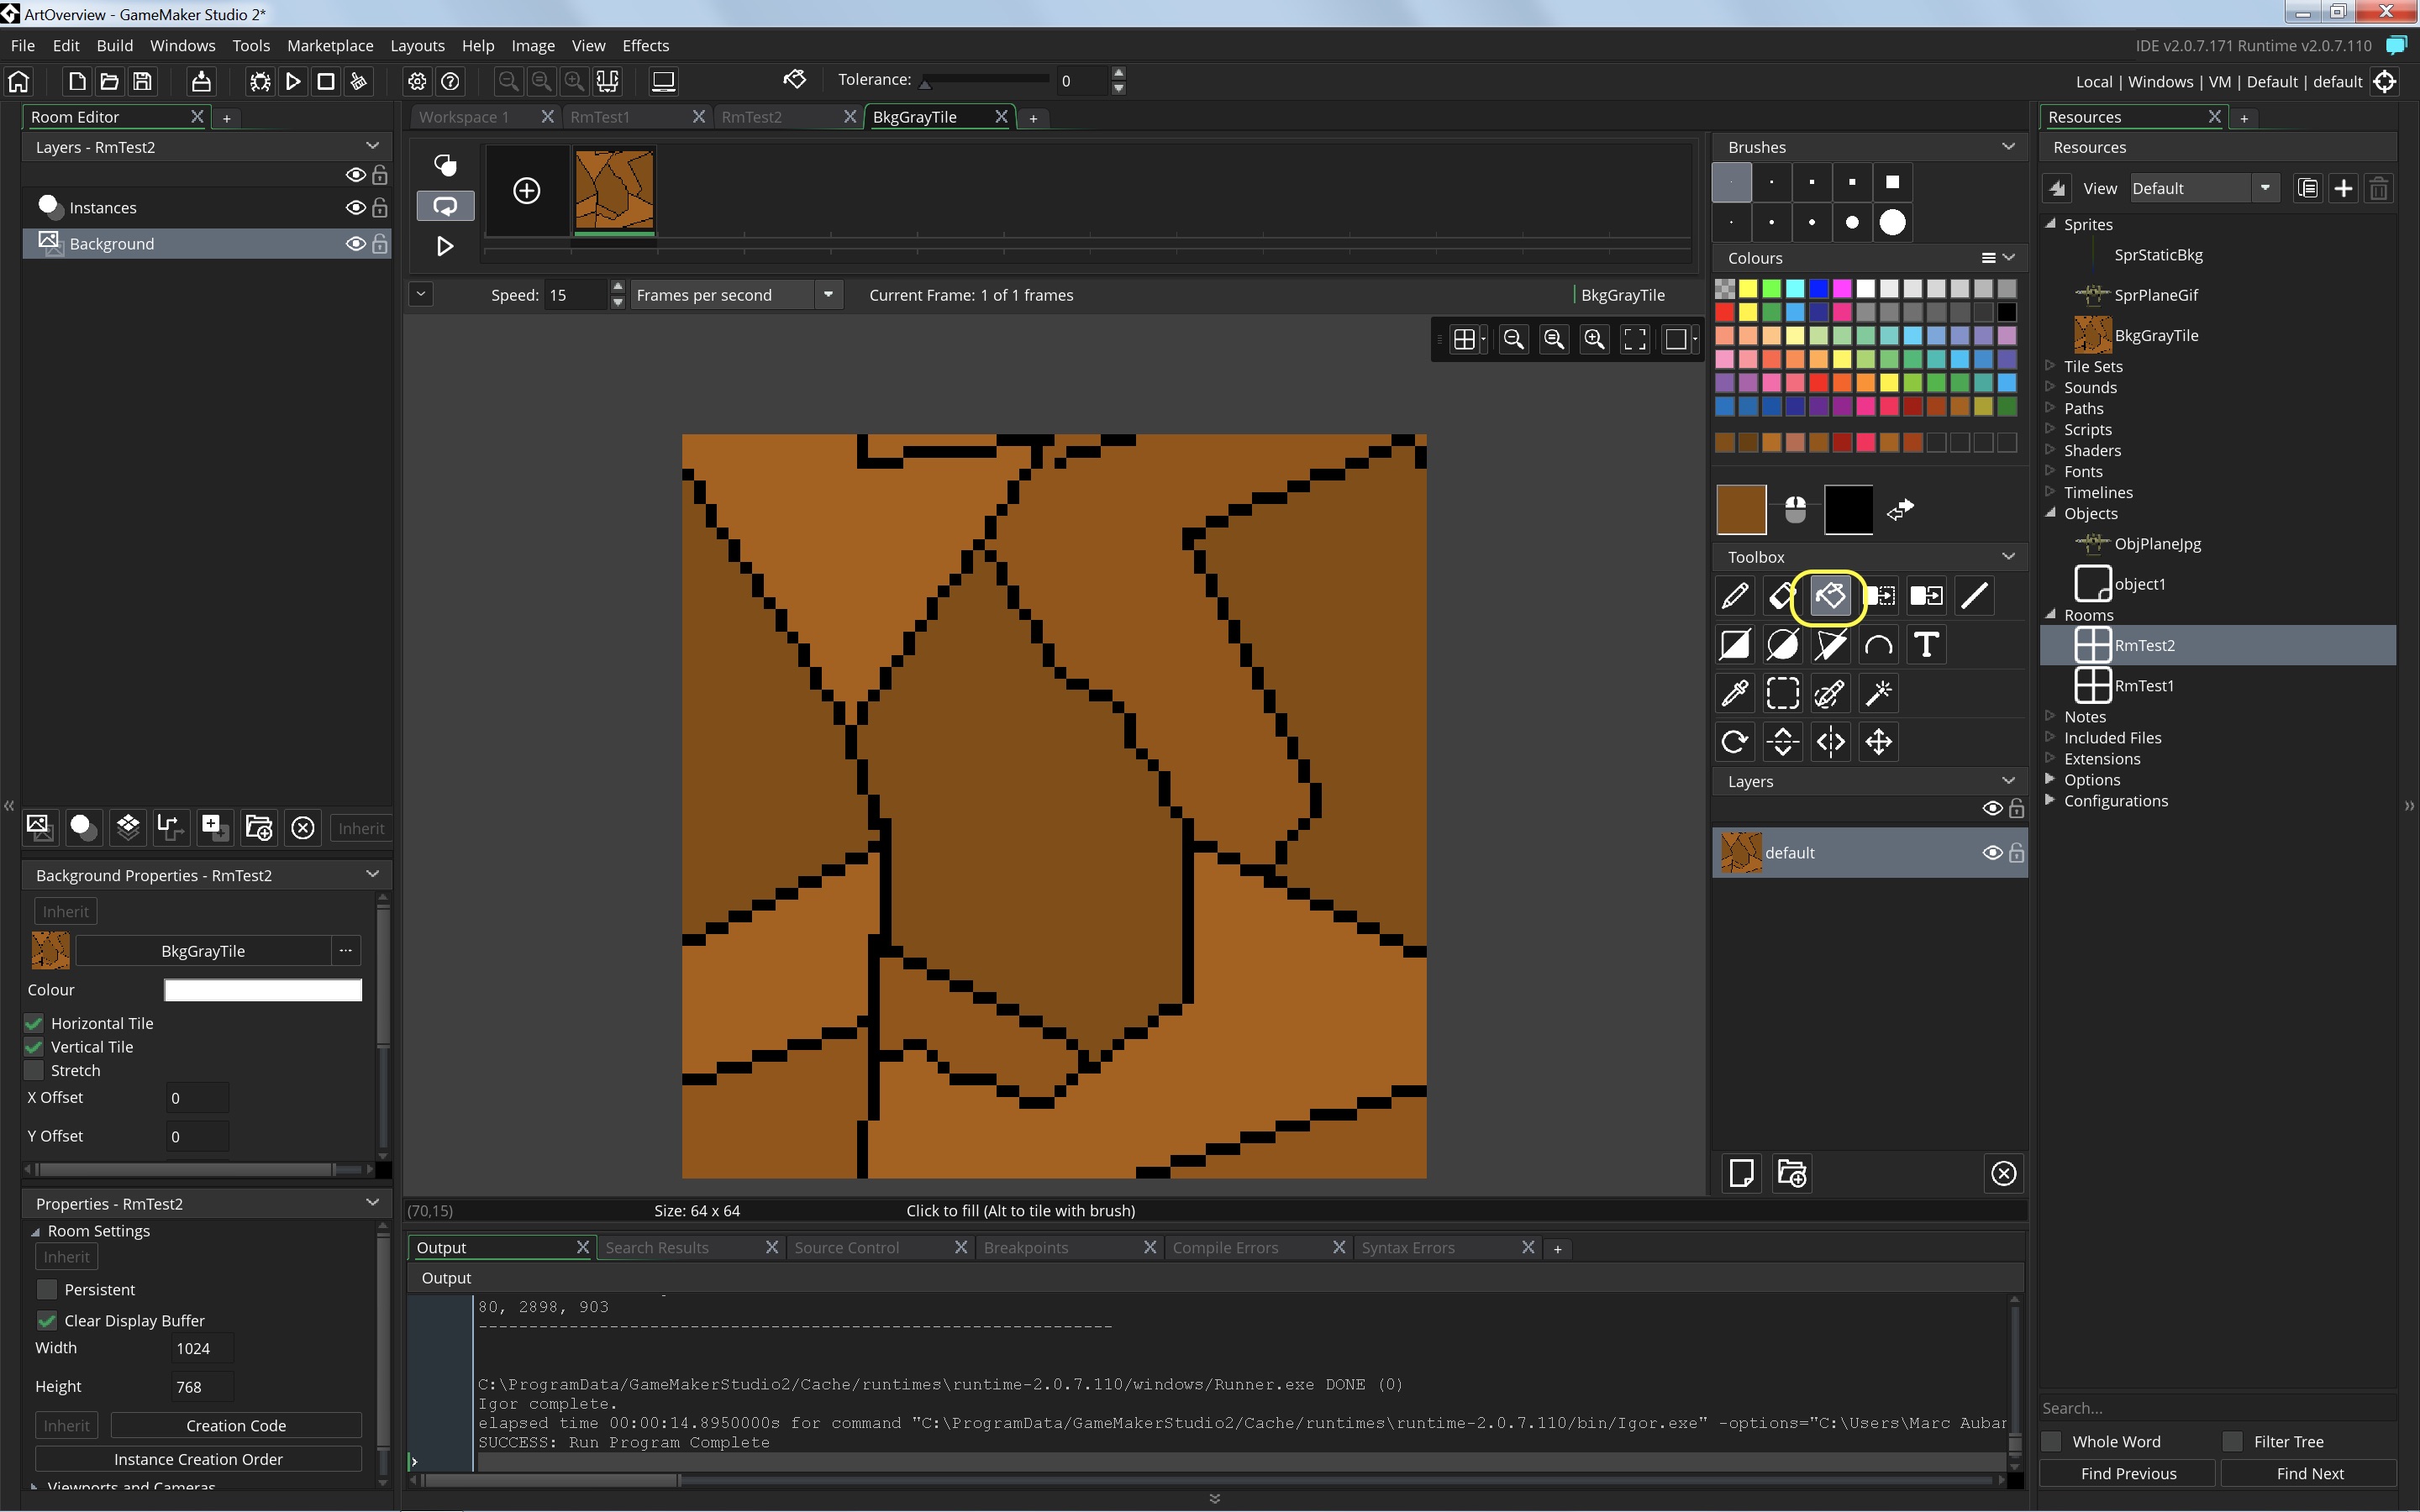 ArtOverview - GameMaker Studio 2*
File Edit Build Windows Tools Marketplace Layouts Help Image View Effects
IDE v2.0.7.171 Runtime v2.0.7.110
Tolerance: 0
Local | Windows | VM | Default | default
Room Editor
Layers - RmTest2
Instances
Background
Inherit
Background Properties - RmTest2
Inherit
BkgGrayTile
...
Colour
Horizontal Tile
Vertical Tile
Stretch
X Offset 0
Y Offset 0
Properties - RmTest2
Room Settings
Inherit
Persistent
Clear Display Buffer
Width 1024
Height 768
Inherit Creation Code
Instance Creation Order
Viewports and Cameras
Workspace 1 RmTest1 RmTest2 BkgGrayTile
Speed: 15 Frames per second Current Frame: 1 of 1 frames BkgGrayTile
(70,15) Size: 64 x 64 Click to fill (Alt to tile with brush)
Output Search Results Source Control Breakpoints Compile Errors Syntax Errors
Output
80, 2898, 903
---------------------------------------------------------------
C:\ProgramData/GameMakerStudio2/Cache/runtimes\runtime-2.0.7.110/windows/Runner.exe DONE (0)
Igor complete.
elapsed time 00:00:14.8950000s for command "C:\ProgramData/GameMakerStudio2/Cache/runtimes\runtime-2.0.7.110/bin/Igor.exe" -options="C:\Users\Marc Aubar
SUCCESS: Run Program Complete
Brushes
Colours
Toolbox
T
Layers
default
Resources
Resources
View Default
Sprites
SprStaticBkg
SprPlaneGif
BkgGrayTile
Tile Sets
Sounds
Paths
Scripts
Shaders
Fonts
Timelines
Objects
ObjPlaneJpg
object1
Rooms
RmTest2
RmTest1
Notes
Included Files
Extensions
Options
Configurations
Search...
Whole Word Filter Tree
Find Previous Find Next